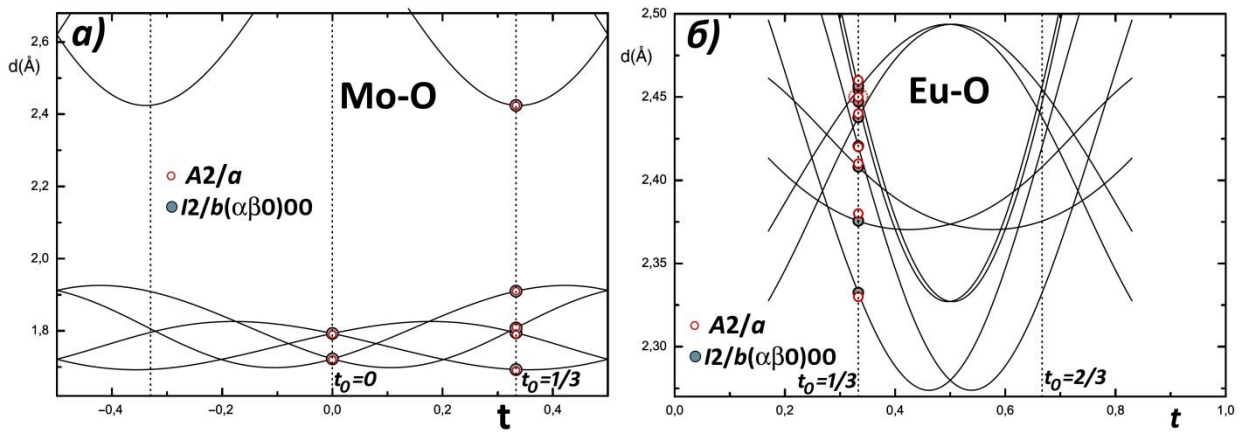 а)
d(Å)
2,6
2,4
2,2
2,0
1,8
Mo-O
A2/a
I2/b(αβ0)00
t₀=0
t₀=1/3
−0,4
−0,2
0,0
0,2
0,4
t
б)
d(Å)
2,50
2,45
2,40
2,35
2,30
Eu-O
A2/a
I2/b(αβ0)00
t₀=1/3
t₀=2/3
0,0
0,2
0,4
0,6
0,8
1,0
t